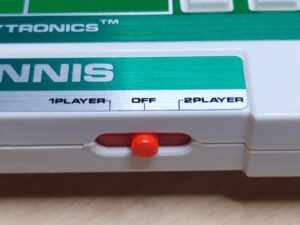 YTRONICS™
NNIS
1PLAYER OFF 2PLAYER